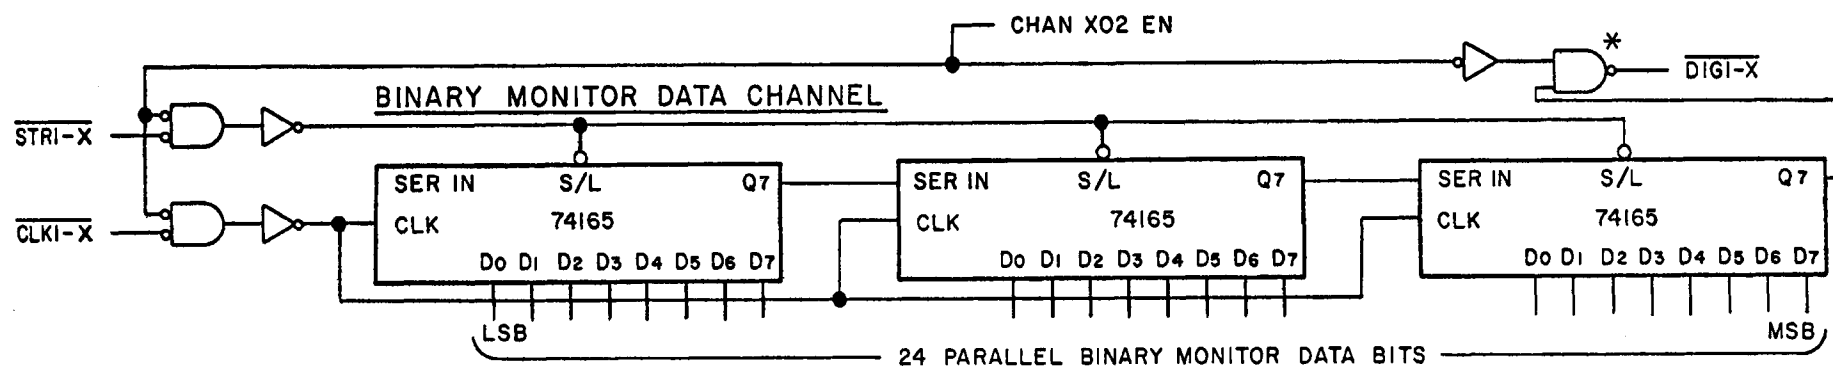 CHAN X02 EN
*
DIGI-X
BINARY MONITOR DATA CHANNEL
STRI-X
CLKI-X
SER IN S/L Q7
CLK 74165
D0 D1 D2 D3 D4 D5 D6 D7
SER IN S/L Q7
CLK 74165
D0 D1 D2 D3 D4 D5 D6 D7
SER IN S/L Q7
CLK 74165
D0 D1 D2 D3 D4 D5 D6 D7
LSB
MSB
24 PARALLEL BINARY MONITOR DATA BITS